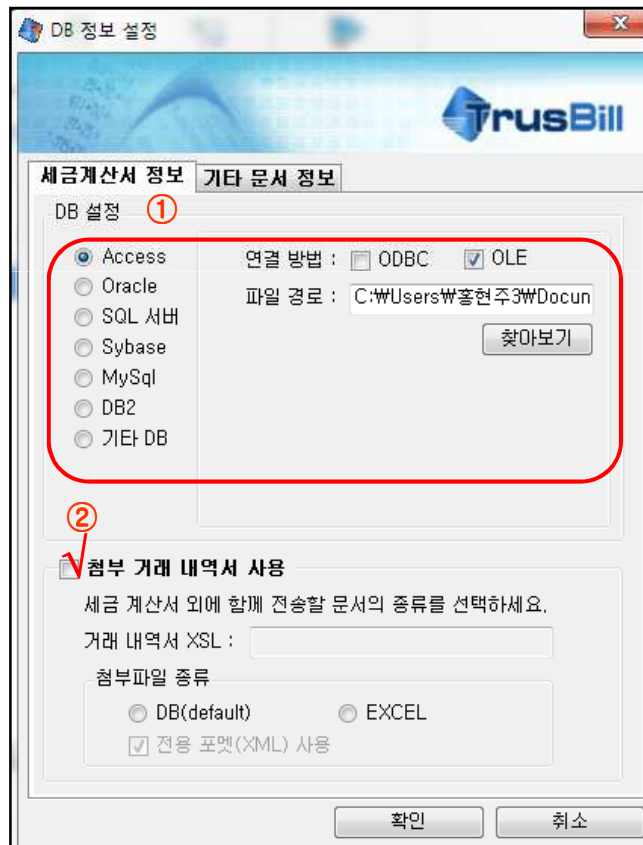 DB 정보 설정
TrusBill
세금계산서 정보 기타 문서 정보
DB 설정 ①
Access
Oracle
SQL 서버
Sybase
MySql
DB2
기타 DB
연결 방법 : ODBC OLE
파일 경로 : C:₩Users₩홍현주3₩Docun
찾아보기
②
첨부 거래 내역서 사용
세금 계산서 외에 함께 전송할 문서의 종류를 선택하세요.
거래 내역서 XSL :
첨부파일 종류
DB(default) EXCEL
전용 포멧(XML) 사용
확인 취소